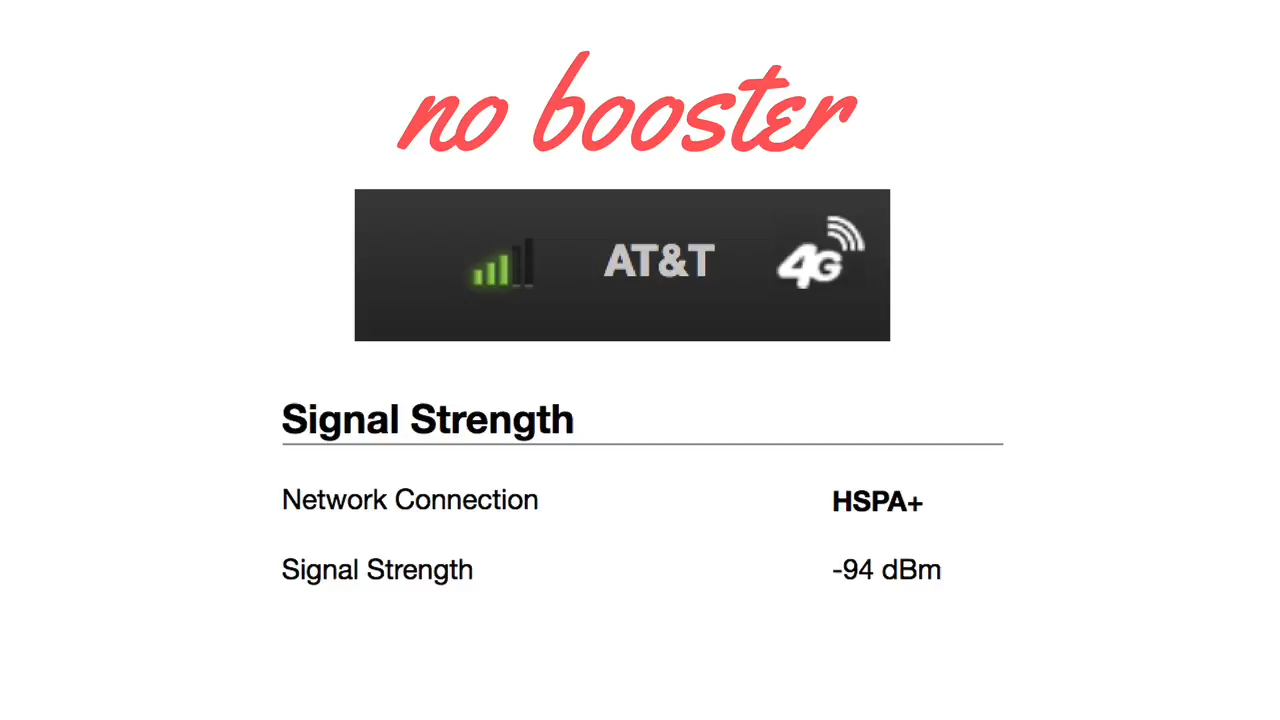 no booster
AT&T 4G
Signal Strength
Network Connection HSPA+
Signal Strength -94 dBm